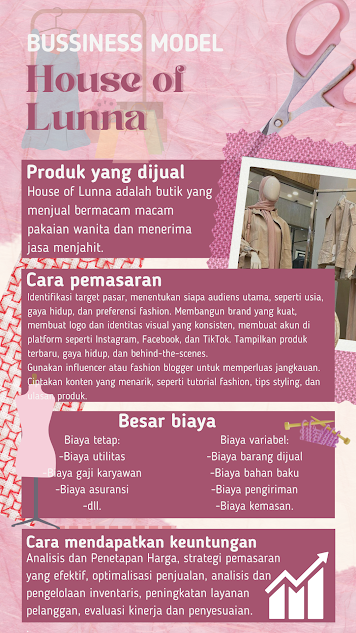 BUSSINESS MODEL
House of
Lunna
Produk yang dijual
House of Lunna adalah butik yang
menjual bermacam macam
pakaian wanita dan menerima
jasa menjahit.
Cara pemasaran
Identifikasi target pasar, menentukan siapa audiens utama, seperti usia,
gaya hidup, dan preferensi fashion. Membangun brand yang kuat,
membuat logo dan identitas visual yang konsisten, membuat akun di
platform seperti Instagram, Facebook, dan TikTok. Tampilkan produk
terbaru, gaya hidup, dan behind-the-scenes.
Gunakan influencer atau fashion blogger untuk memperluas jangkauan.
Ciptakan konten yang menarik, seperti tutorial fashion, tips styling, dan
ulasan produk.
Besar biaya
Biaya tetap:
-Biaya utilitas
-Biaya gaji karyawan
-Biaya asuransi
-dll.
Biaya variabel:
-Biaya barang dijual
-Biaya bahan baku
-Biaya pengiriman
-Biaya kemasan.
Cara mendapatkan keuntungan
Analisis dan Penetapan Harga, strategi pemasaran
yang efektif, optimalisasi penjualan, analisis dan
pengelolaan inventaris, peningkatan layanan
pelanggan, evaluasi kinerja dan penyesuaian.